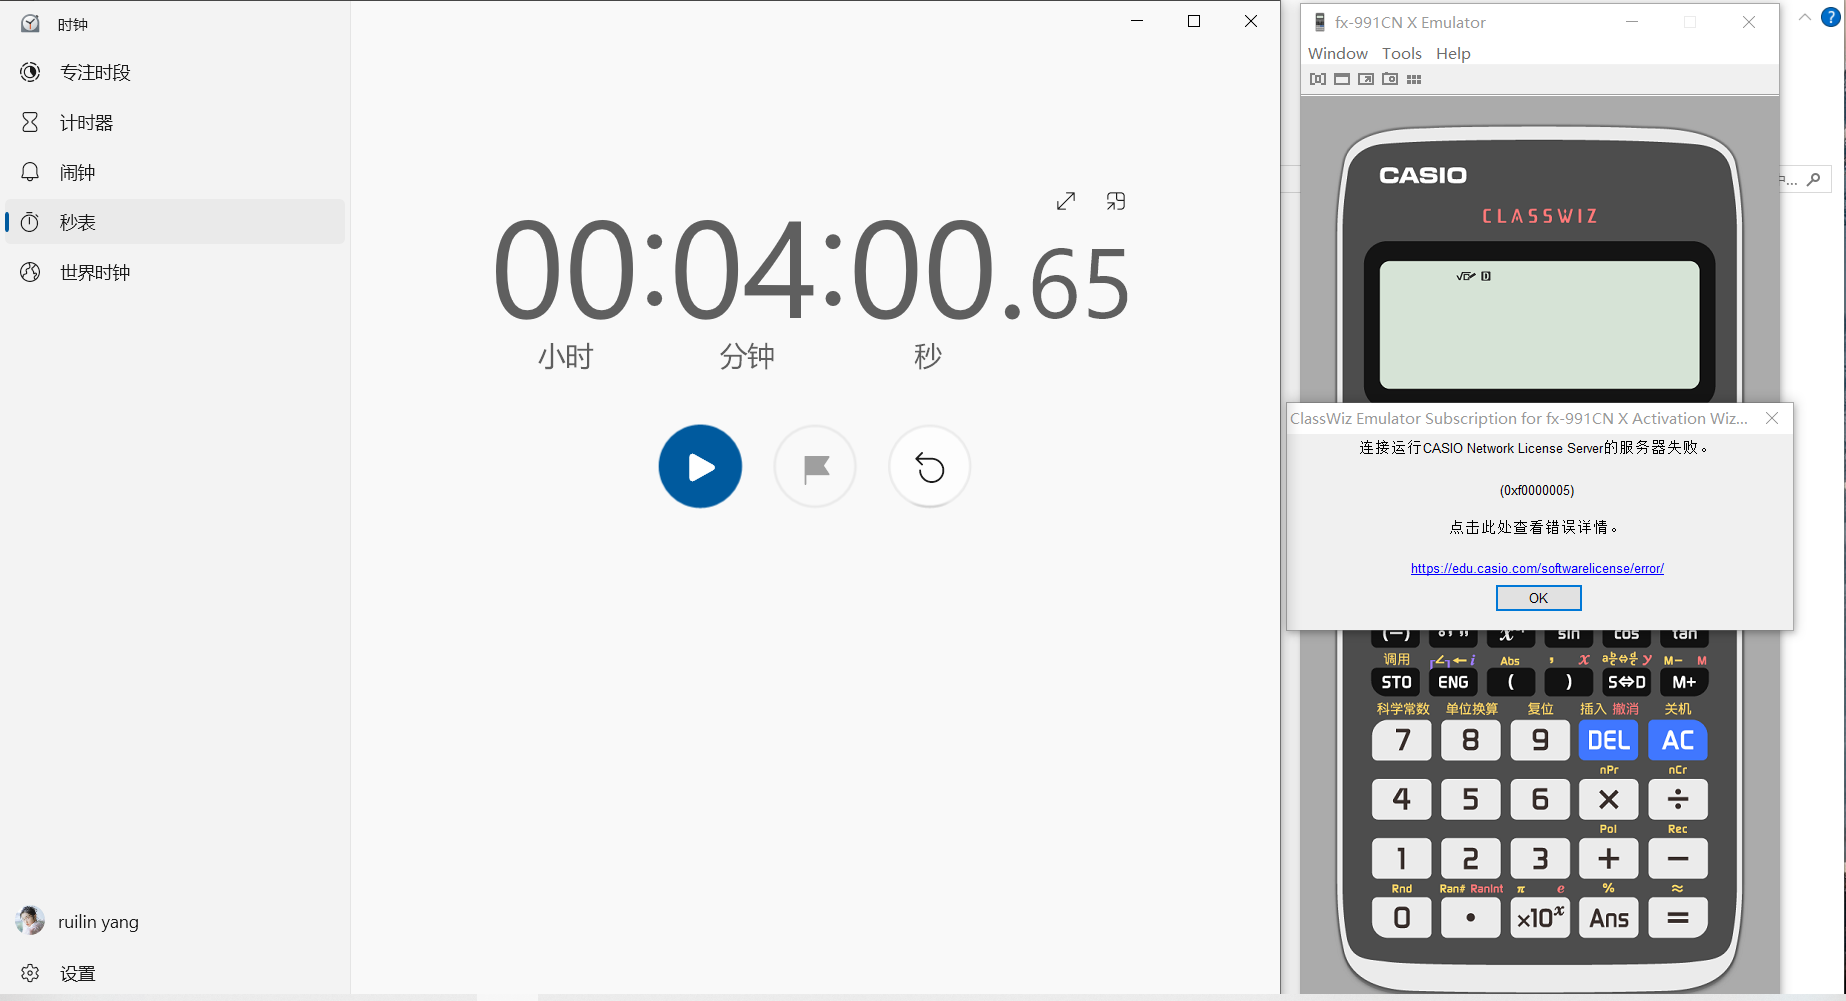 时钟
专注时段
计时器
闹钟
秒表
世界时钟
ruilin yang
设置
00:04:00.65
小时 分钟 秒
fx-991CN X Emulator
Window Tools Help
CASIO
CLASSWIZ
ClassWiz Emulator Subscription for fx-991CN X Activation Wiz...
连接运行CASIO Network License Server的服务器失败。
(0xf0000005)
点击此处查看错误详情。
https://edu.casio.com/softwarelicense/error/
OK
(−) sin cos tan
调用 ∠ ← i Abs , x a b/c⇔d/c y M− M
STO ENG ( ) S⇔D M+
科学常数 单位换算 复位 插入 撤消 关机
7 8 9 DEL AC
nPr nCr
4 5 6 × ÷
Pol Rec
1 2 3 + −
Rnd Ran# RanInt π e % ≈
0 • ×10x Ans =